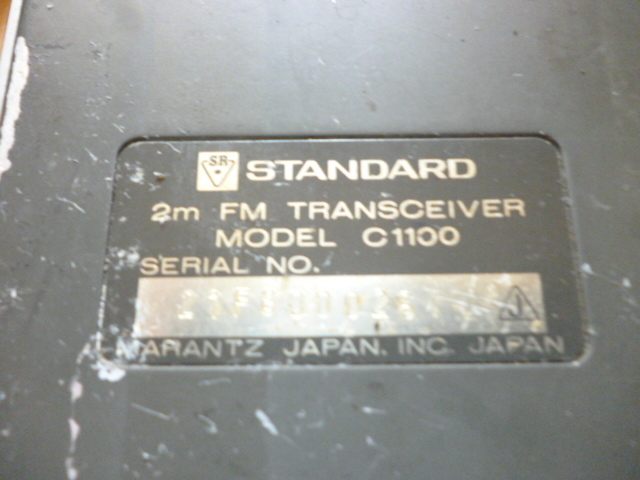 SR STANDARD
2m FM TRANSCEIVER
MODEL C1100
SERIAL NO.
MARANTZ JAPAN. INC. JAPAN